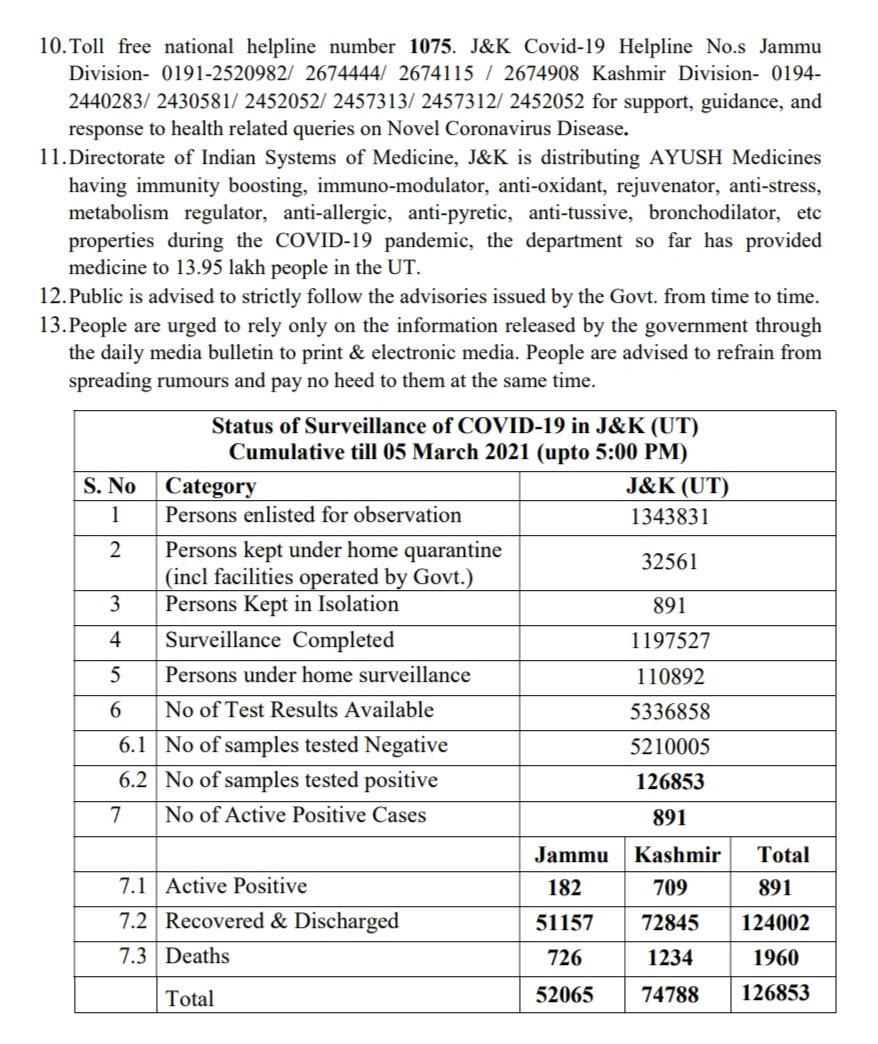 10. Toll free national helpline number 1075. J&K Covid-19 Helpline No.s Jammu
Division- 0191-2520982/ 2674444/ 2674115 / 2674908 Kashmir Division- 0194-
2440283/ 2430581/ 2452052/ 2457313/ 2457312/ 2452052 for support, guidance, and
response to health related queries on Novel Coronavirus Disease.
11. Directorate of Indian Systems of Medicine, J&K is distributing AYUSH Medicines
having immunity boosting, immuno-modulator, anti-oxidant, rejuvenator, anti-stress,
metabolism regulator, anti-allergic, anti-pyretic, anti-tussive, bronchodilator, etc
properties during the COVID-19 pandemic, the department so far has provided
medicine to 13.95 lakh people in the UT.
12. Public is advised to strictly follow the advisories issued by the Govt. from time to time.
13. People are urged to rely only on the information released by the government through
the daily media bulletin to print & electronic media. People are advised to refrain from
spreading rumours and pay no heed to them at the same time.
Status of Surveillance of COVID-19 in J&K (UT)
Cumulative till 05 March 2021 (upto 5:00 PM)
S. No Category J&K (UT)
1 Persons enlisted for observation 1343831
2 Persons kept under home quarantine
(incl facilities operated by Govt.) 32561
3 Persons Kept in Isolation 891
4 Surveillance Completed 1197527
5 Persons under home surveillance 110892
6 No of Test Results Available 5336858
6.1 No of samples tested Negative 5210005
6.2 No of samples tested positive 126853
7 No of Active Positive Cases 891
Jammu Kashmir Total
7.1 Active Positive 182 709 891
7.2 Recovered & Discharged 51157 72845 124002
7.3 Deaths 726 1234 1960
Total 52065 74788 126853